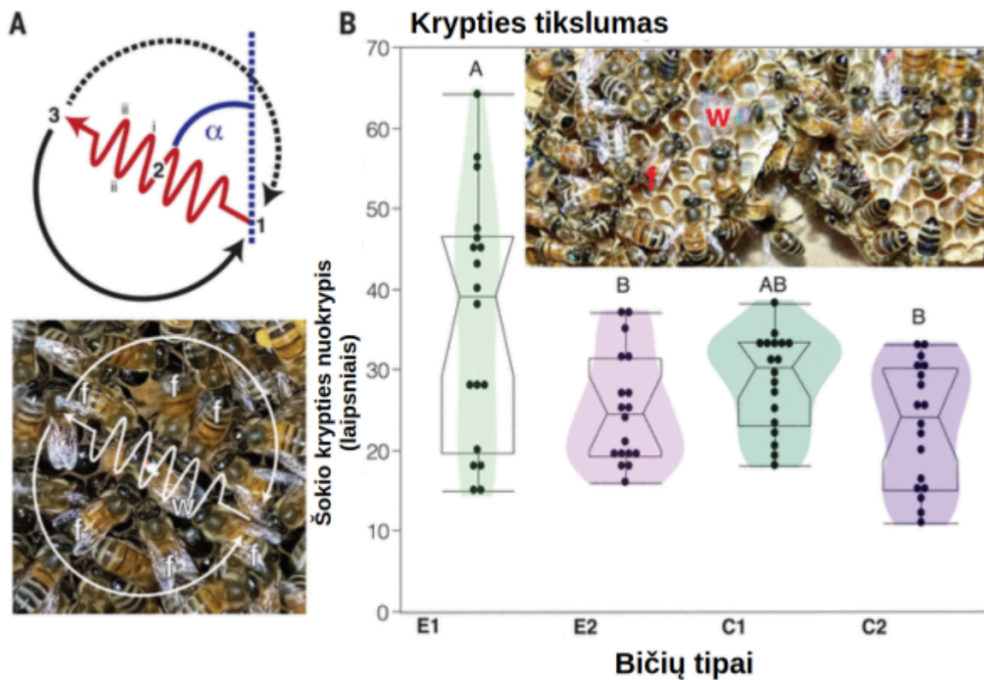 A
B Krypties tikslumas
3
ii
i
α
2
ii
1
f
f
f
w
f
f
f
Šokio krypties nuokrypis
(laipsniais)
70
60
50
40
30
20
10
0
A
B
AB
B
w
f
E1 E2 C1 C2
Bičių tipai